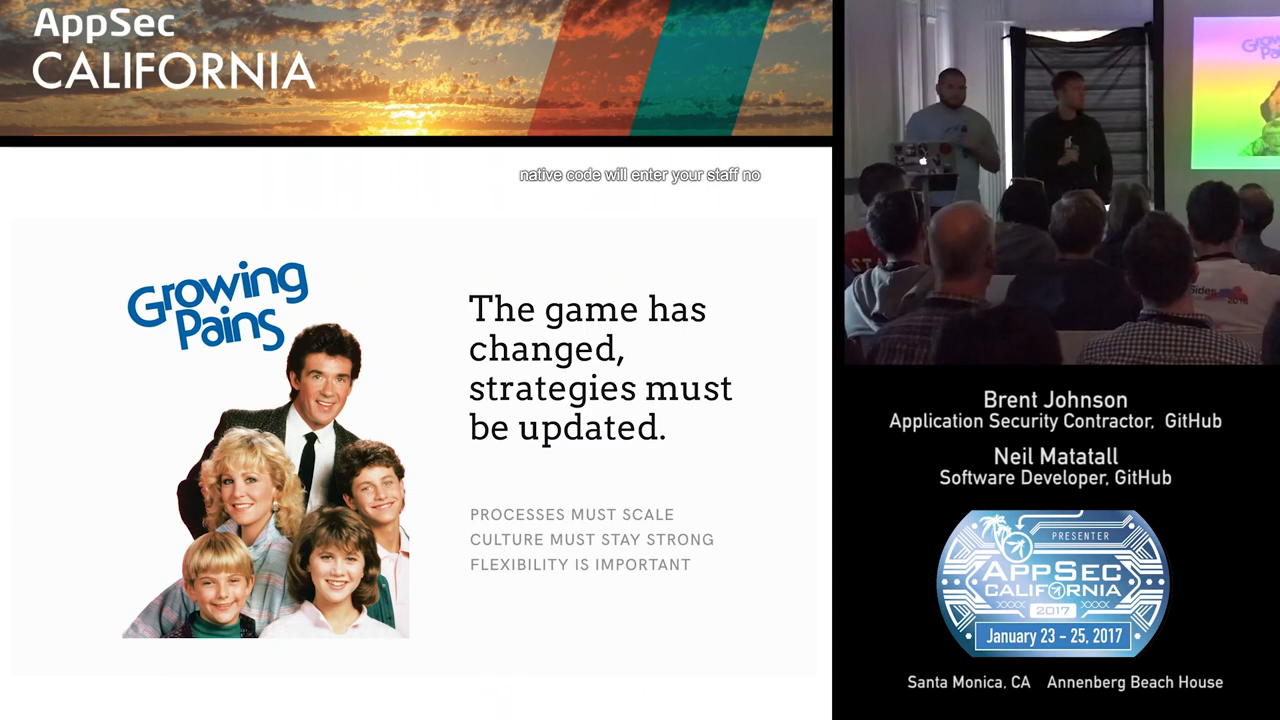 AppSec
CALIFORNIA
native code will enter your staff no
Growing
Pains
The game has
changed,
strategies must
be updated.
PROCESSES MUST SCALE
CULTURE MUST STAY STRONG
FLEXIBILITY IS IMPORTANT
Brent Johnson
Application Security Contractor, GitHub
Neil Matatall
Software Developer, GitHub
PRESENTER
APPSEC
CALIFORNIA
XXXX 2017 XXXX
January 23 - 25, 2017
Santa Monica, CA Annenberg Beach House